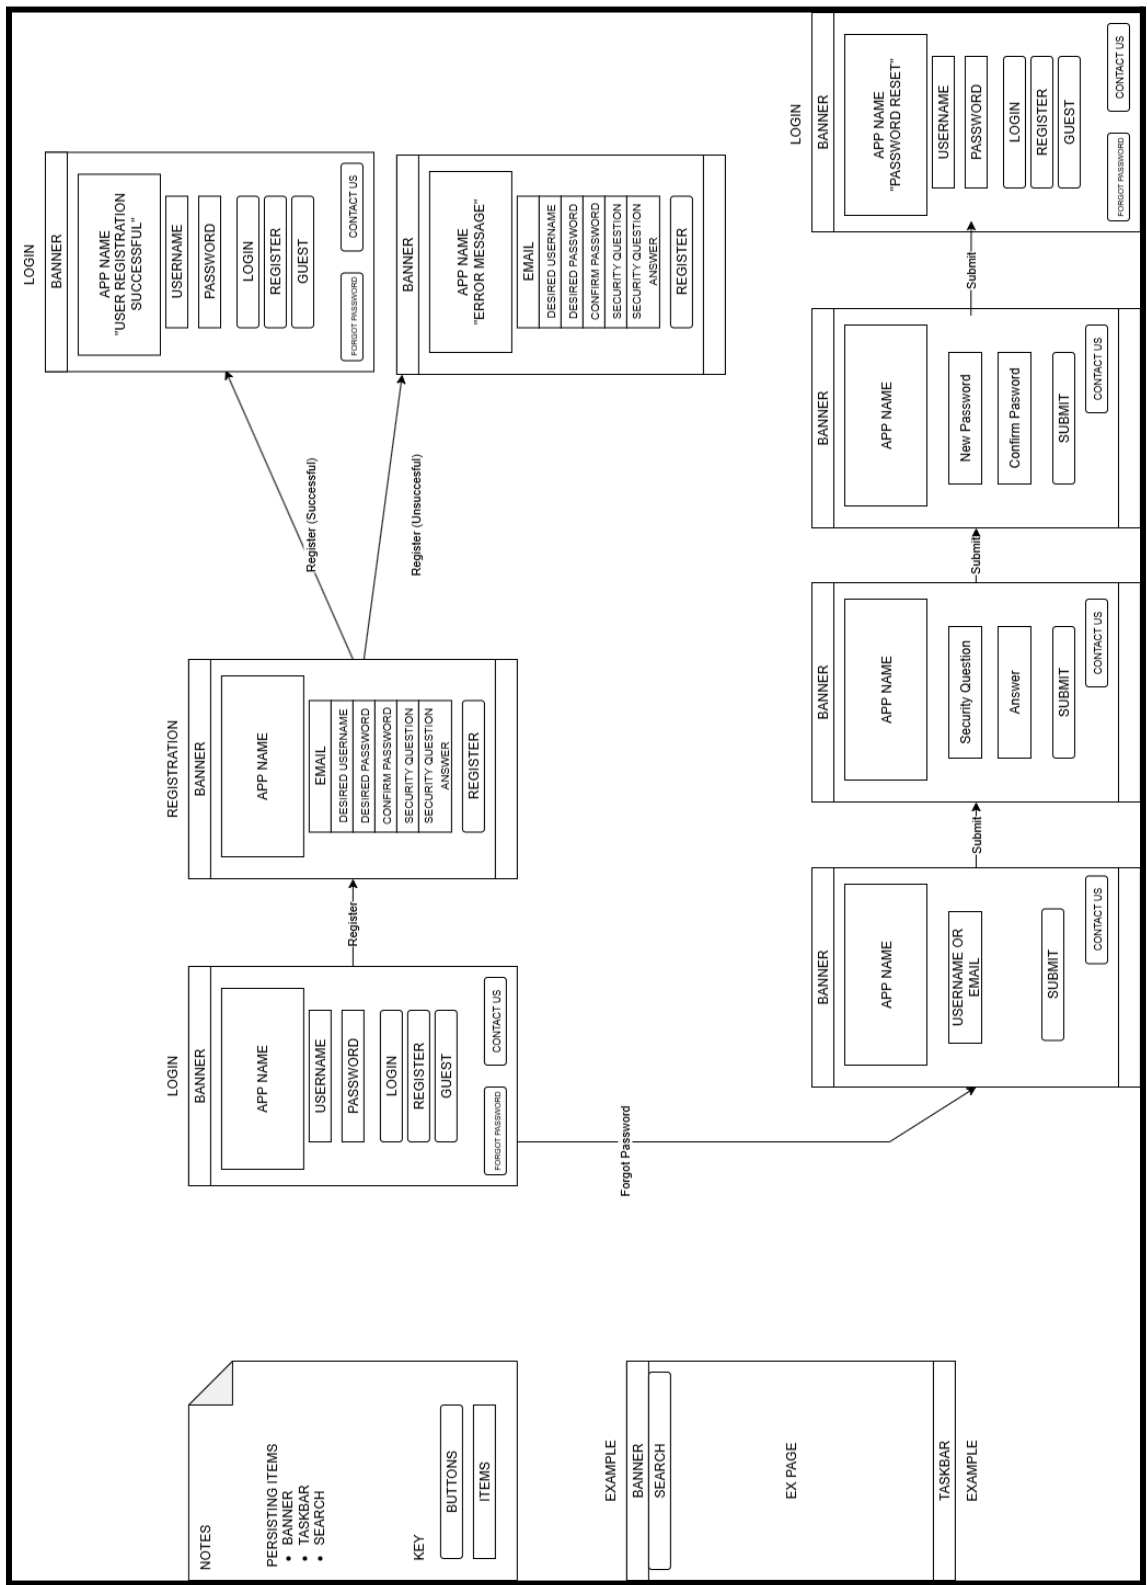 NOTES
PERSISTING ITEMS
• BANNER
• TASKBAR
• SEARCH
KEY
BUTTONS
ITEMS
EXAMPLE
BANNER
SEARCH
EX PAGE
TASKBAR
EXAMPLE
LOGIN
BANNER
APP NAME
USERNAME
PASSWORD
LOGIN
REGISTER
GUEST
FORGOT PASSWORD
CONTACT US
Register
Forgot Password
REGISTRATION
BANNER
APP NAME
EMAIL
DESIRED USERNAME
DESIRED PASSWORD
CONFIRM PASSWORD
SECURITY QUESTION
SECURITY QUESTION
ANSWER
REGISTER
Register (Successful)
Register (Unsuccesful)
LOGIN
BANNER
APP NAME
"USER REGISTRATION
SUCCESSFUL"
USERNAME
PASSWORD
LOGIN
REGISTER
GUEST
FORGOT PASSWORD
CONTACT US
BANNER
APP NAME
"ERROR MESSAGE"
EMAIL
DESIRED USERNAME
DESIRED PASSWORD
CONFIRM PASSWORD
SECURITY QUESTION
SECURITY QUESTION
ANSWER
REGISTER
BANNER
APP NAME
USERNAME OR
EMAIL
SUBMIT
CONTACT US
Submit
BANNER
APP NAME
Security Question
Answer
SUBMIT
CONTACT US
Submit
BANNER
APP NAME
New Password
Confirm Pasword
SUBMIT
CONTACT US
Submit
LOGIN
BANNER
APP NAME
"PASSWORD RESET"
USERNAME
PASSWORD
LOGIN
REGISTER
GUEST
FORGOT PASSWORD
CONTACT US